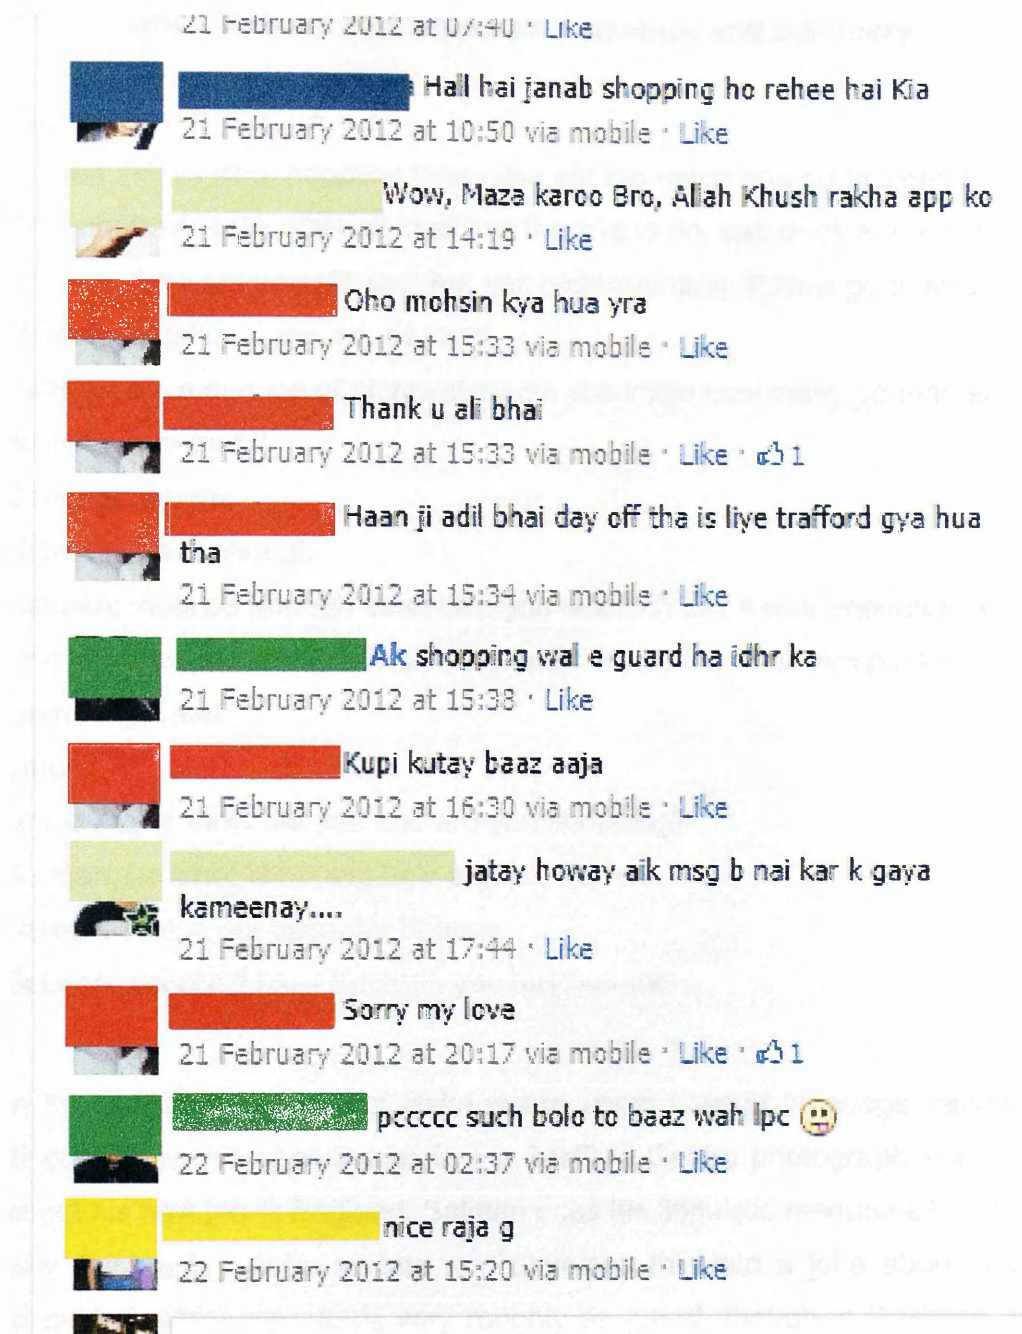 21 February 2012 at 02:40 Like
Hall hai janab shopping ho rehee hai Kia
21 February 2012 at 10:50 via mobile · Like
Wow, Maza karoo Bro, Allah Khush rakha app ko
21 February 2012 at 14:19 · Like
Oho mohsin kya hua yra
21 February 2012 at 15:33 via mobile · Like
Thank u ali bhai
21 February 2012 at 15:33 via mobile · Like · 1
Haan ji adil bhai day off tha is liye trafford gya hua
tha
21 February 2012 at 15:34 via mobile · Like
Ak shopping wal e guard ha idhr ka
21 February 2012 at 15:38 · Like
Kupi kutay baaz aaja
21 February 2012 at 16:30 via mobile · Like
jatay howay aik msg b nai kar k gaya
kameenay....
21 February 2012 at 17:44 · Like
Sorry my love
21 February 2012 at 20:17 via mobile · Like · 1
pccccc such bolo to baaz wah lpc
22 February 2012 at 02:37 via mobile · Like
nice raja g
22 February 2012 at 15:20 via mobile · Like